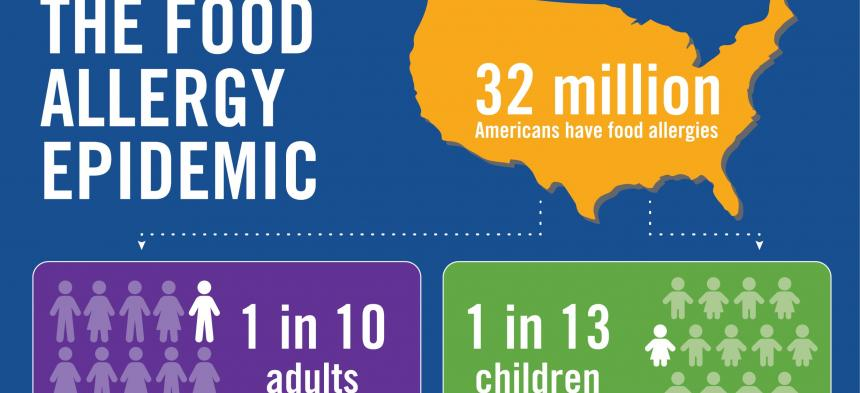 THE FOOD
ALLERGY
EPIDEMIC
32 million
Americans have food allergies
1 in 10
adults
1 in 13
children